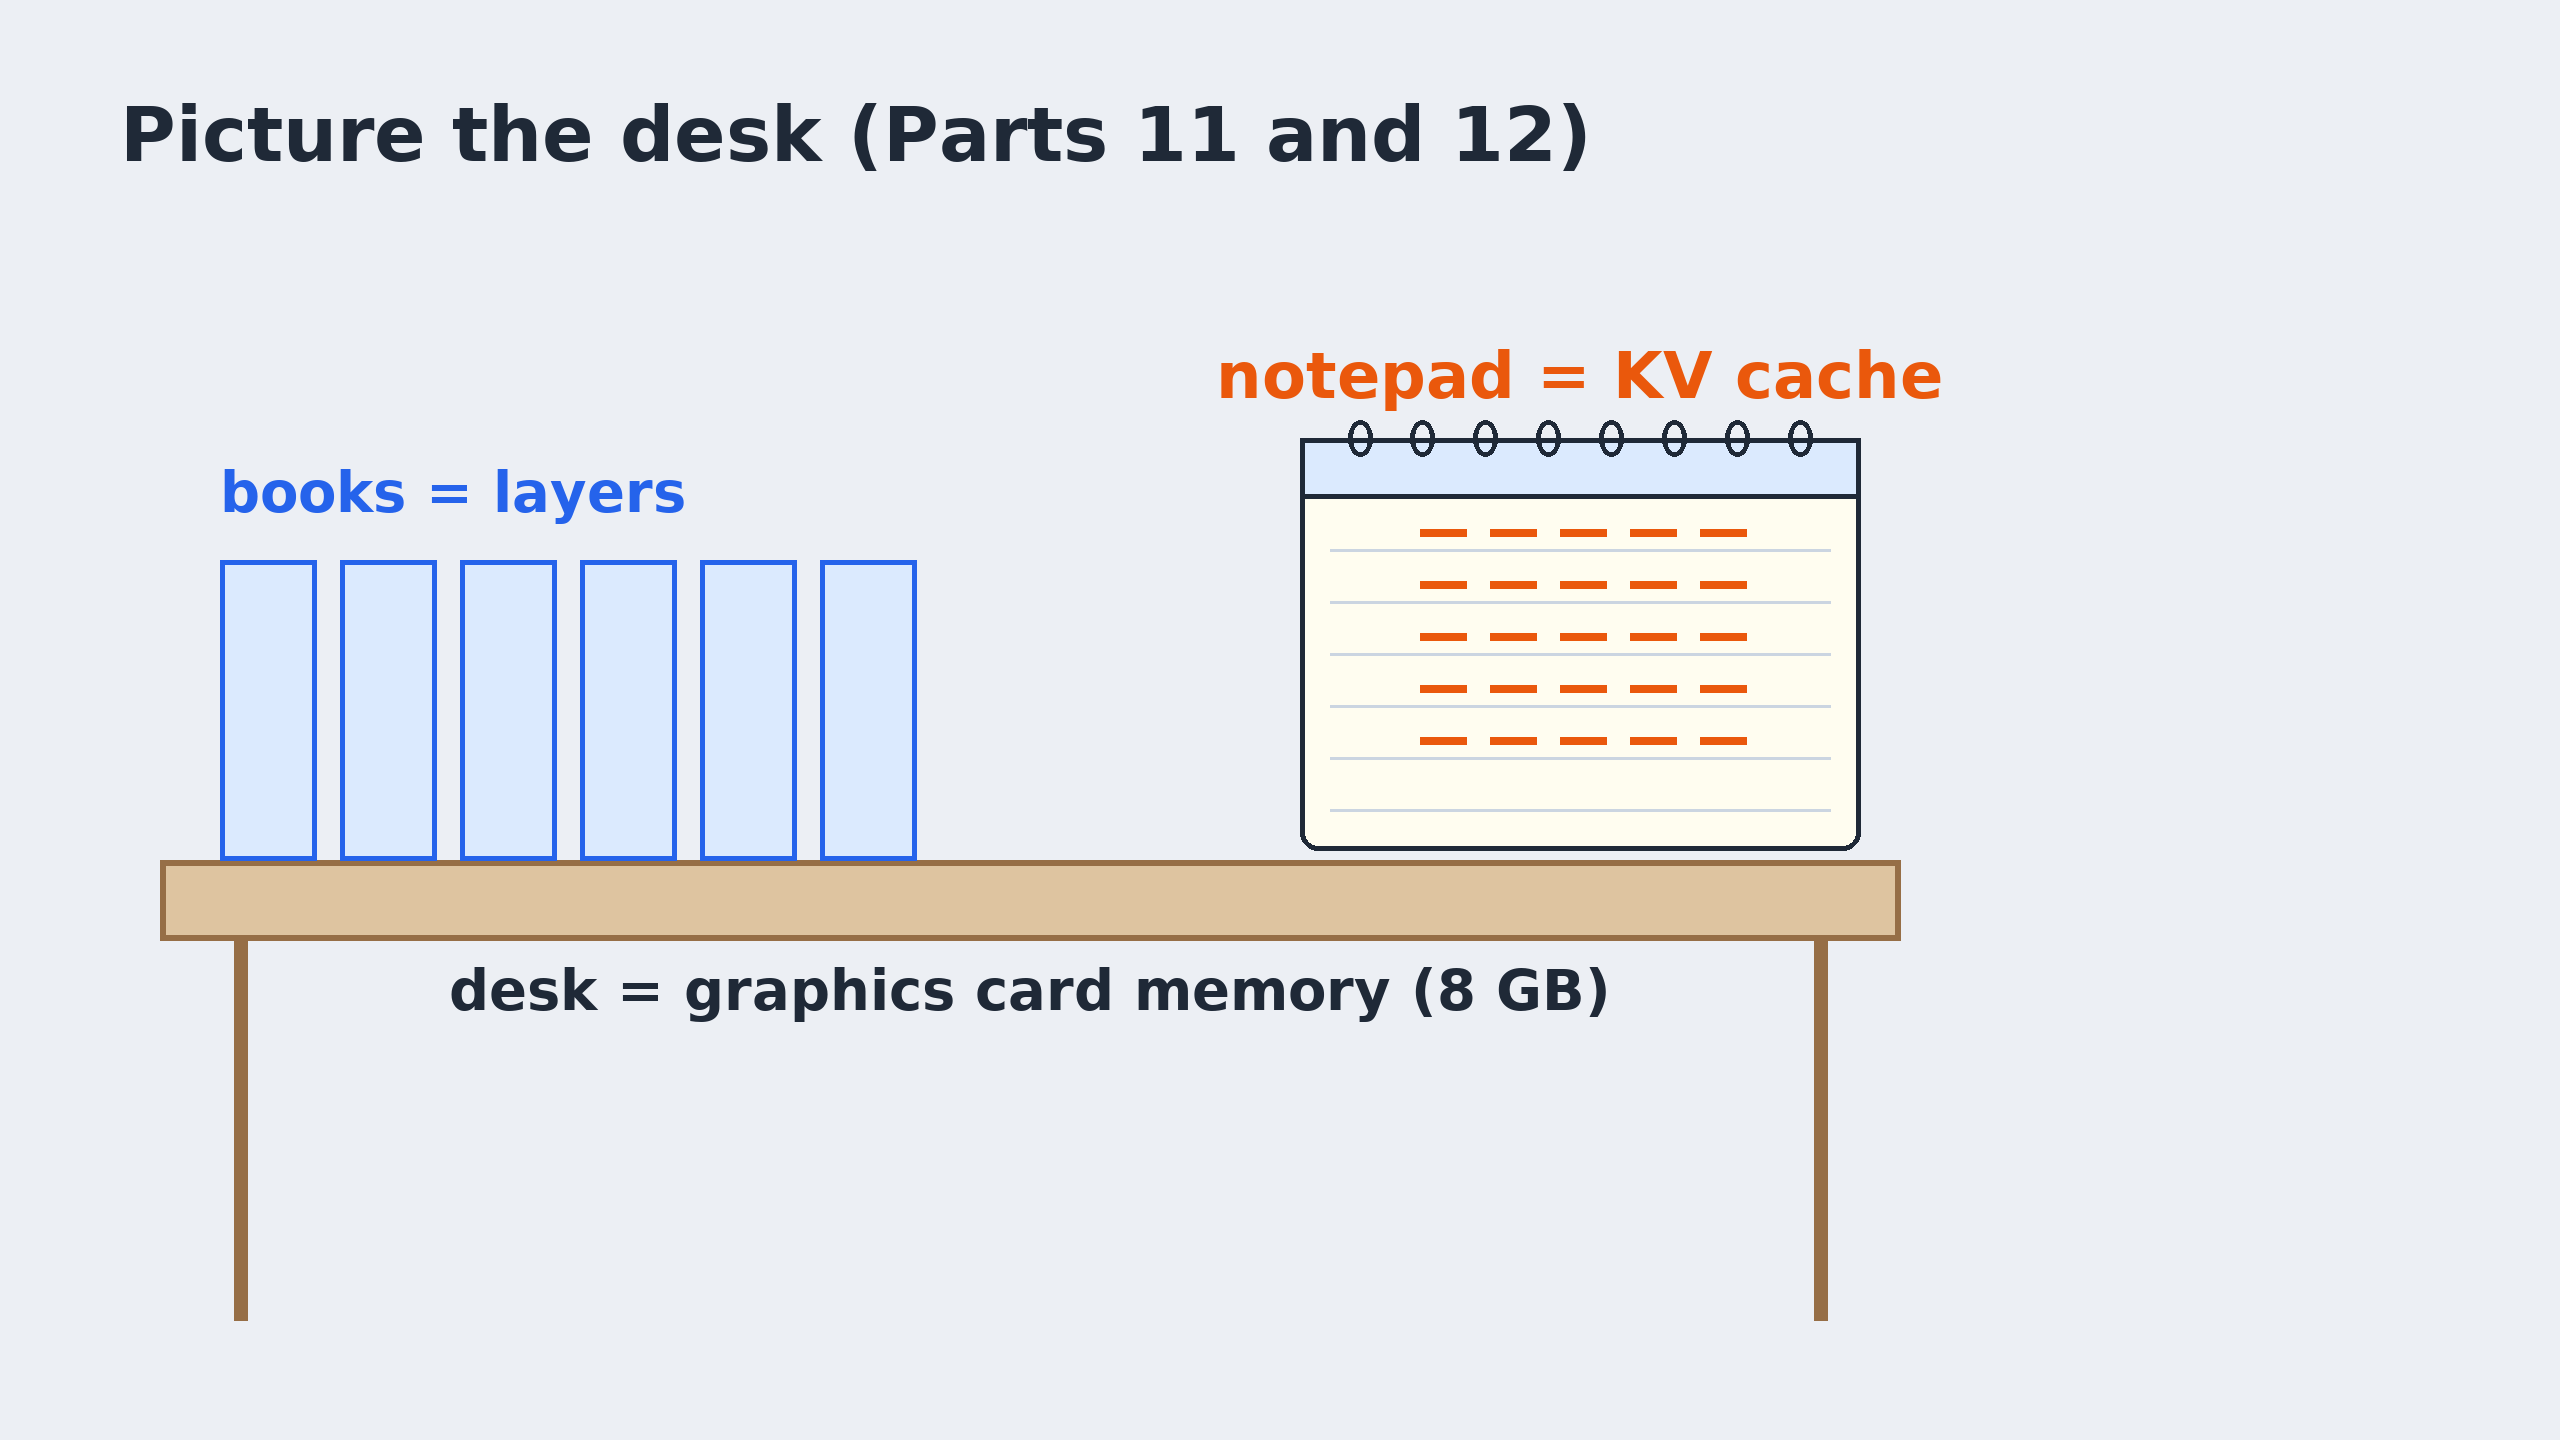 Picture the desk (Parts 11 and 12)
notepad = KV cache
books = layers
desk = graphics card memory (8 GB)